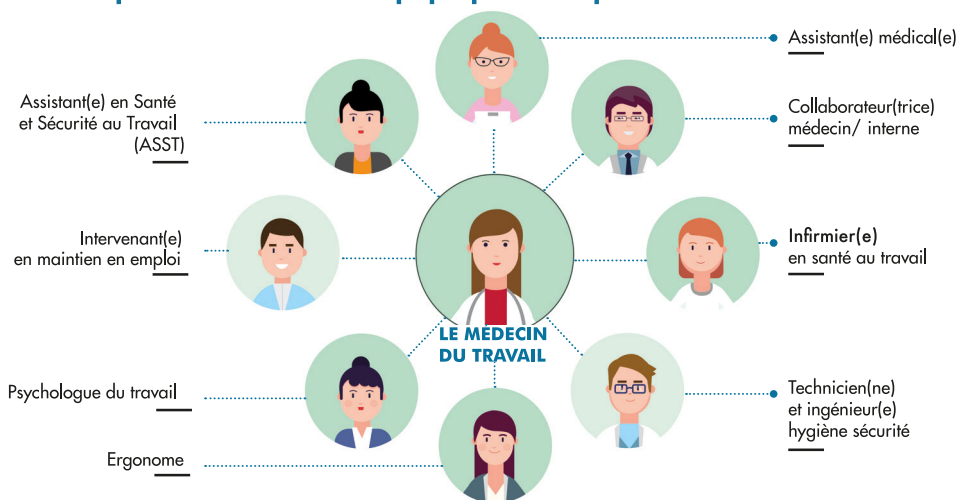 Assistant(e) médical(e)
Collaborateur(trice)
médecin/ interne
Infirmier(e)
en santé au travail
Technicien(ne)
et ingénieur(e)
hygiène sécurité
Ergonome
Psychologue du travail
Intervenant(e)
en maintien en emploi
Assistant(e) en Santé
et Sécurité au Travail
(ASST)
LE MÉDECIN
DU TRAVAIL